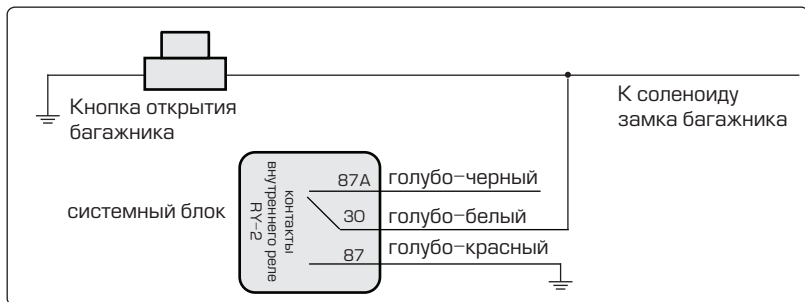 Кнопка открытия
багажника
К соленоиду
замка багажника
системный блок
контакты
внутреннего реле
RY-2
87A голубо-черный
30 голубо-белый
87 голубо-красный